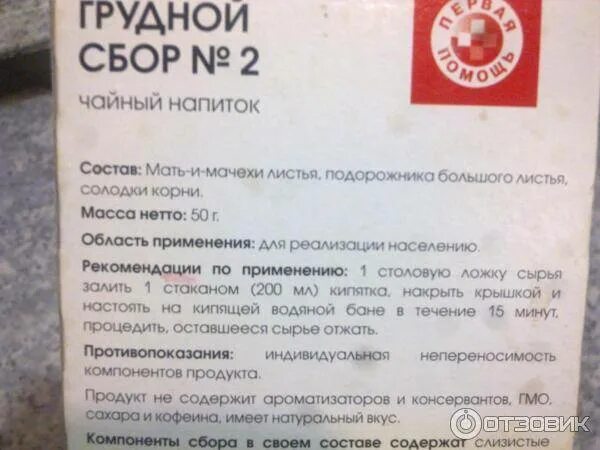 ГРУДНОЙ
СБОР № 2
ЧАЙНЫЙ НАПИТОК
ПЕРВАЯ ПОМОЩЬ
Состав: Мать-и-мачехи листья, подорожника большого листья,
солодки корни.
Масса нетто: 50 г.
Область применения: для реализации населению.
Рекомендации по применению: 1 столовую ложку сырья
залить 1 стаканом (200 мл) кипятка, накрыть крышкой и
настоять на кипящей водяной бане в течение 15 минут,
процедить, оставшееся сырье отжать.
Противопоказания: индивидуальная непереносимость
компонентов продукта.
Продукт не содержит ароматизаторов и консервантов, ГМО,
сахара и кофеина, имеет натуральный вкус.
Компоненты сбора в своем составе содержат слизистые
ОТЗОВИК